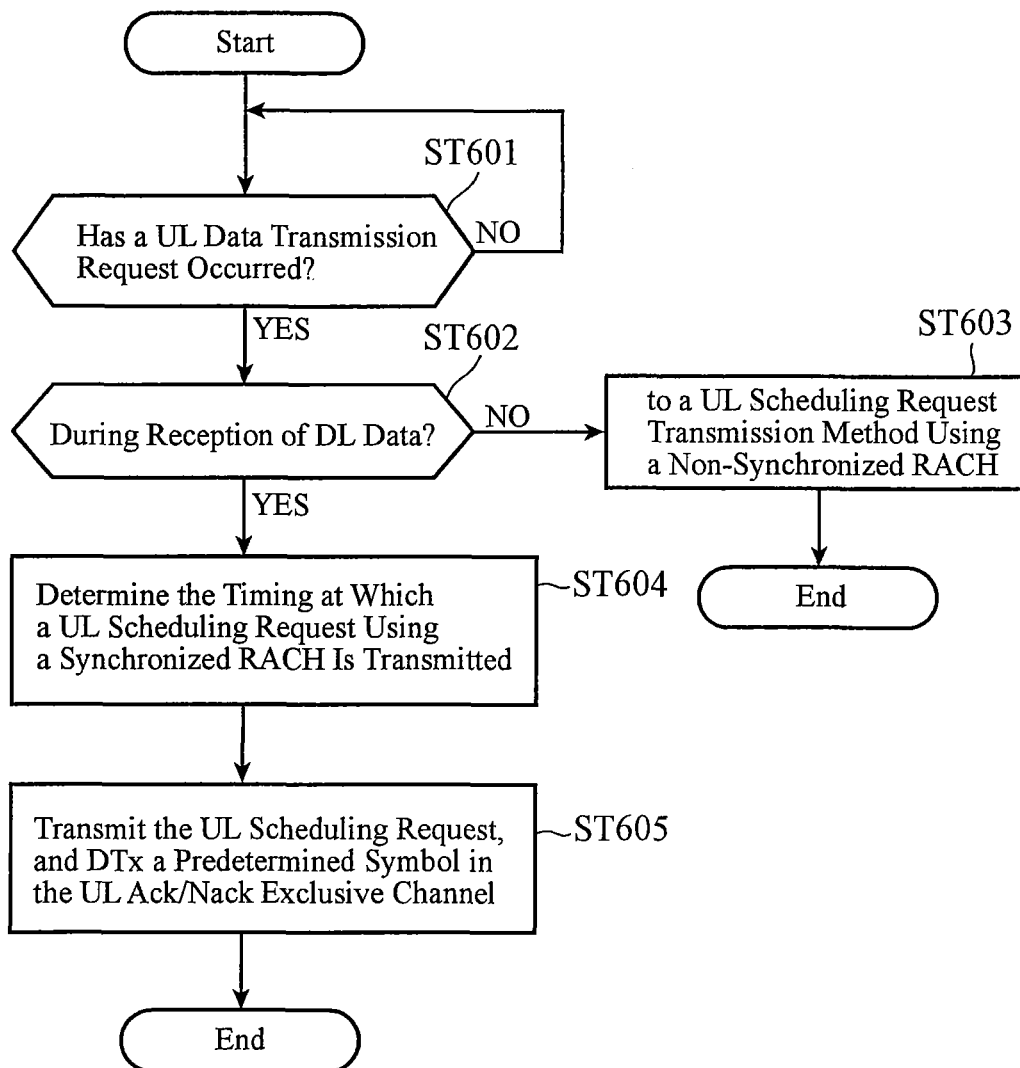 Start
ST601
Has a UL Data Transmission
Request Occurred?
NO
YES
ST602
During Reception of DL Data?
NO
ST603
to a UL Scheduling Request
Transmission Method Using
a Non-Synchronized RACH
End
YES
ST604
Determine the Timing at Which
a UL Scheduling Request Using
a Synchronized RACH Is Transmitted
ST605
Transmit the UL Scheduling Request,
and DTx a Predetermined Symbol in
the UL Ack/Nack Exclusive Channel
End